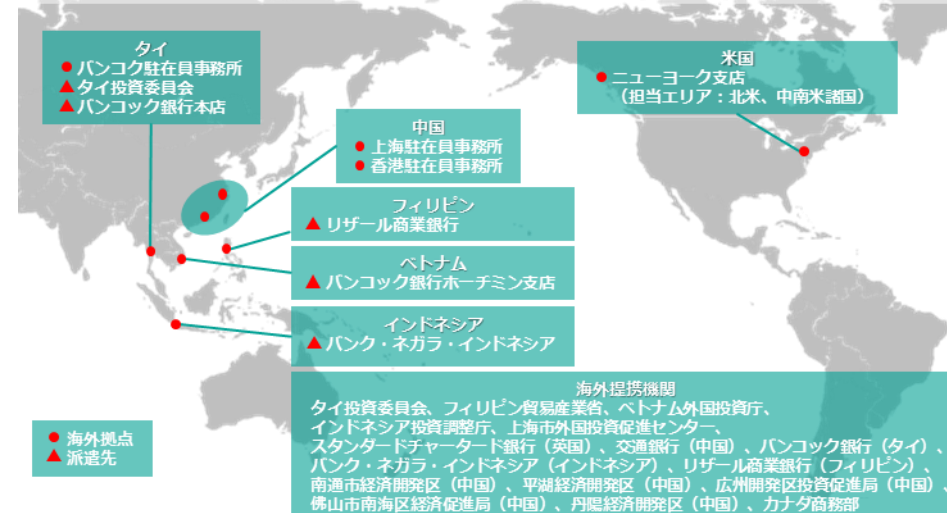 タイ
●バンコク駐在員事務所
▲タイ投資委員会
▲バンコック銀行本店
米国
●ニューヨーク支店
（担当エリア：北米、中南米諸国）
中国
●上海駐在員事務所
●香港駐在員事務所
フィリピン
▲リザール商業銀行
ベトナム
▲バンコック銀行ホーチミン支店
インドネシア
▲バンク・ネガラ・インドネシア
●海外拠点
▲派遣先
海外提携機関
タイ投資委員会、フィリピン貿易産業省、ベトナム外国投資庁、
インドネシア投資調整庁、上海市外国投資促進センター、
スタンダードチャータード銀行（英国）、交通銀行（中国）、バンコック銀行（タイ）、
バンク・ネガラ・インドネシア（インドネシア）、リザール商業銀行（フィリピン）、
南通市経済開発区（中国）、平湖経済開発区（中国）、広州開発区投資促進局（中国）、
佛山市南海区経済促進局（中国）、丹陽経済開発区（中国）、カナダ商務部